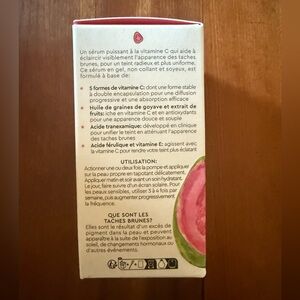 Un sérum puissant à la vitamine C qui aide à
éclaircir visiblement l'apparence des taches
brunes, pour un teint radieux et plus uniforme.
Ce sérum en gel, non collant et soyeux, est
formulé à base de:
• 5 formes de vitamine C: dont une forme stable
à double encapsulation pour une diffusion
progressive et une absorption efficace
• Huile de graines de goyave et extrait de
fruits: iche en vitamine C et en antioxydants
pour une apparence douce et souple
• Acide tranexamique: développé en clinique
pour unifier le teint en atténuant l'apparence
des taches brunes
• Acide férulique et vitamine E: agissent avec
la vitamine C pour rendre votre teint plus éclatant
UTILISATION:
Actionner une ou deux fois la pompe et appliquer
sur la peau propre en tapotant délicatement.
Appliquer matin et soir avant un soin hydratant.
Le jour, faire suivre d'un écran solaire. Pour
les peaux sensibles, utiliser 3 à 4 fois par
semaine, puis augmenter progressivement
la fréquence.
QUE SONT LES
TACHES BRUNES?
Elles sont le résultat d'un excès de
pigment dans la peau et peuvent
apparaître à la suite de l'exposition au
soleil, de changements hormonaux ou
d'autres événements.